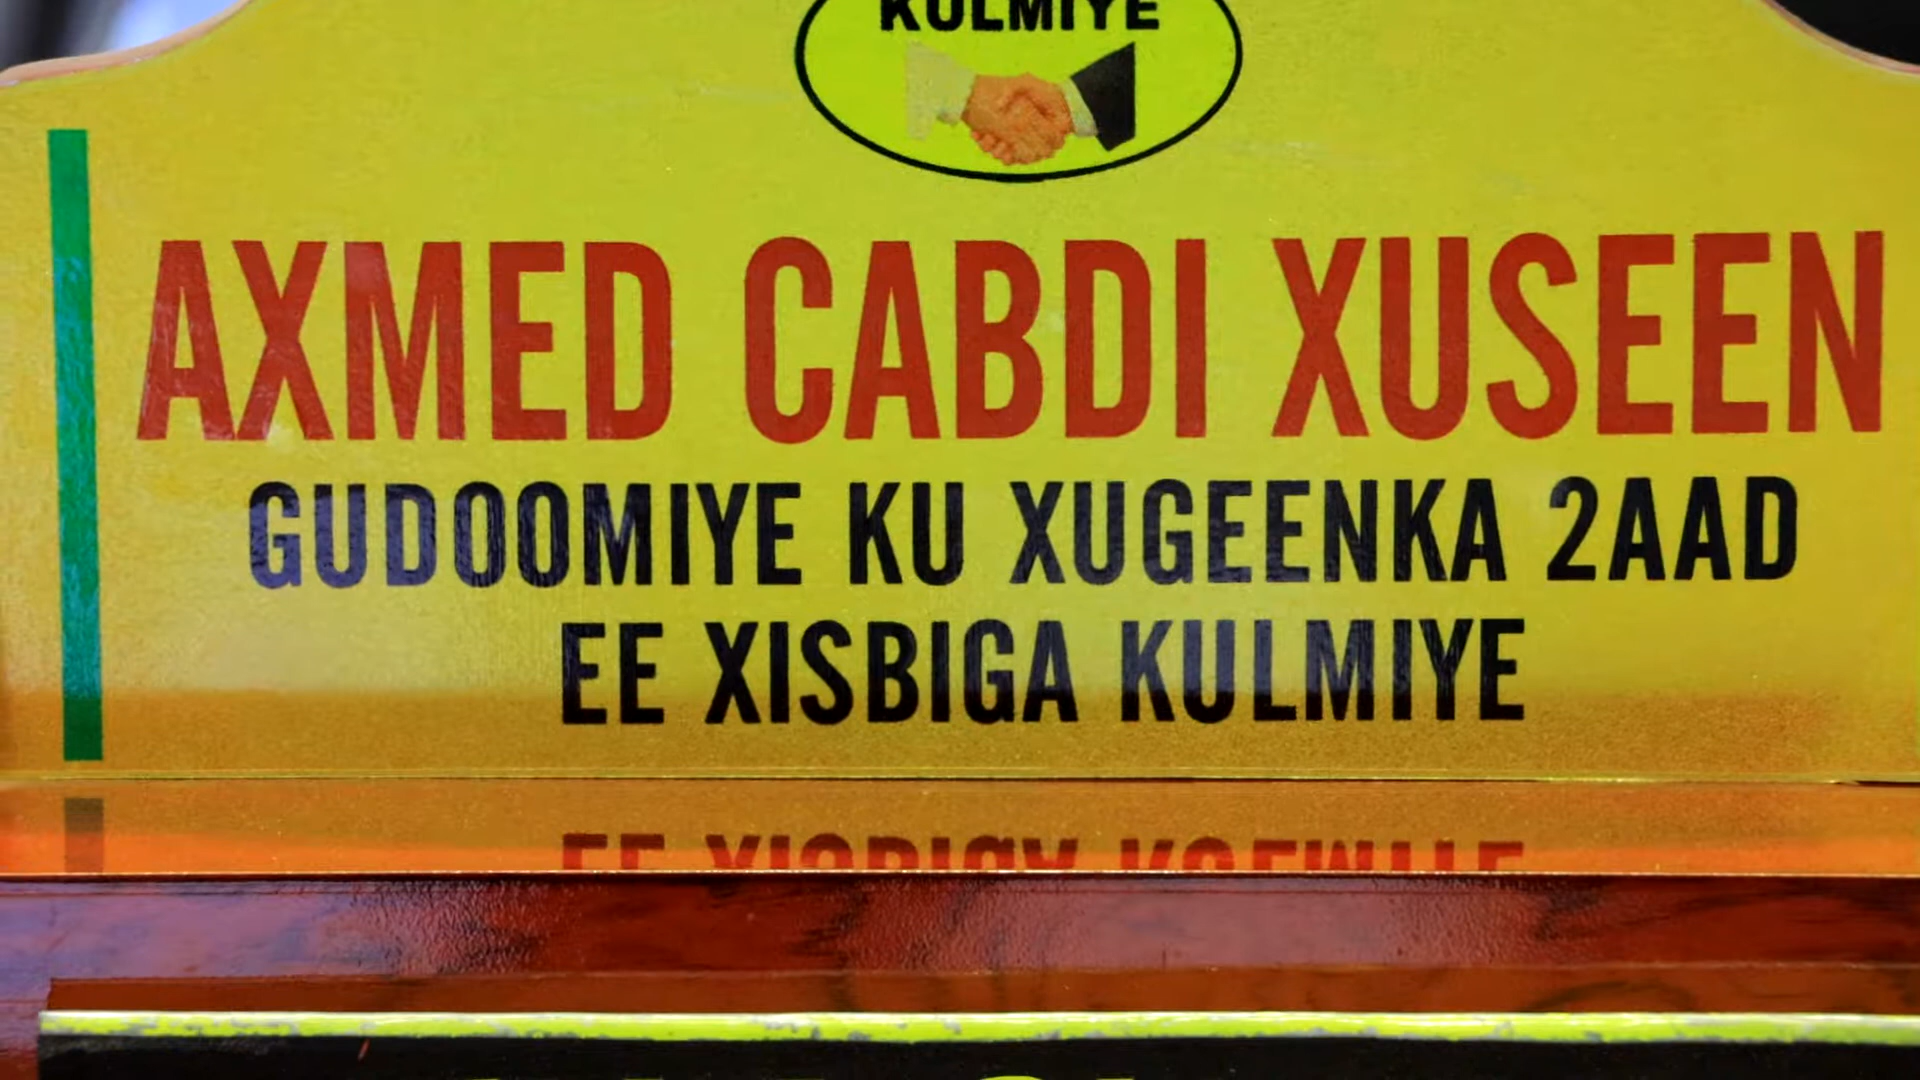 KULMIYE
AXMED CABDI XUSEEN
GUDOOMIYE KU XUGEENKA 2AAD
EE XISBIGA KULMIYE